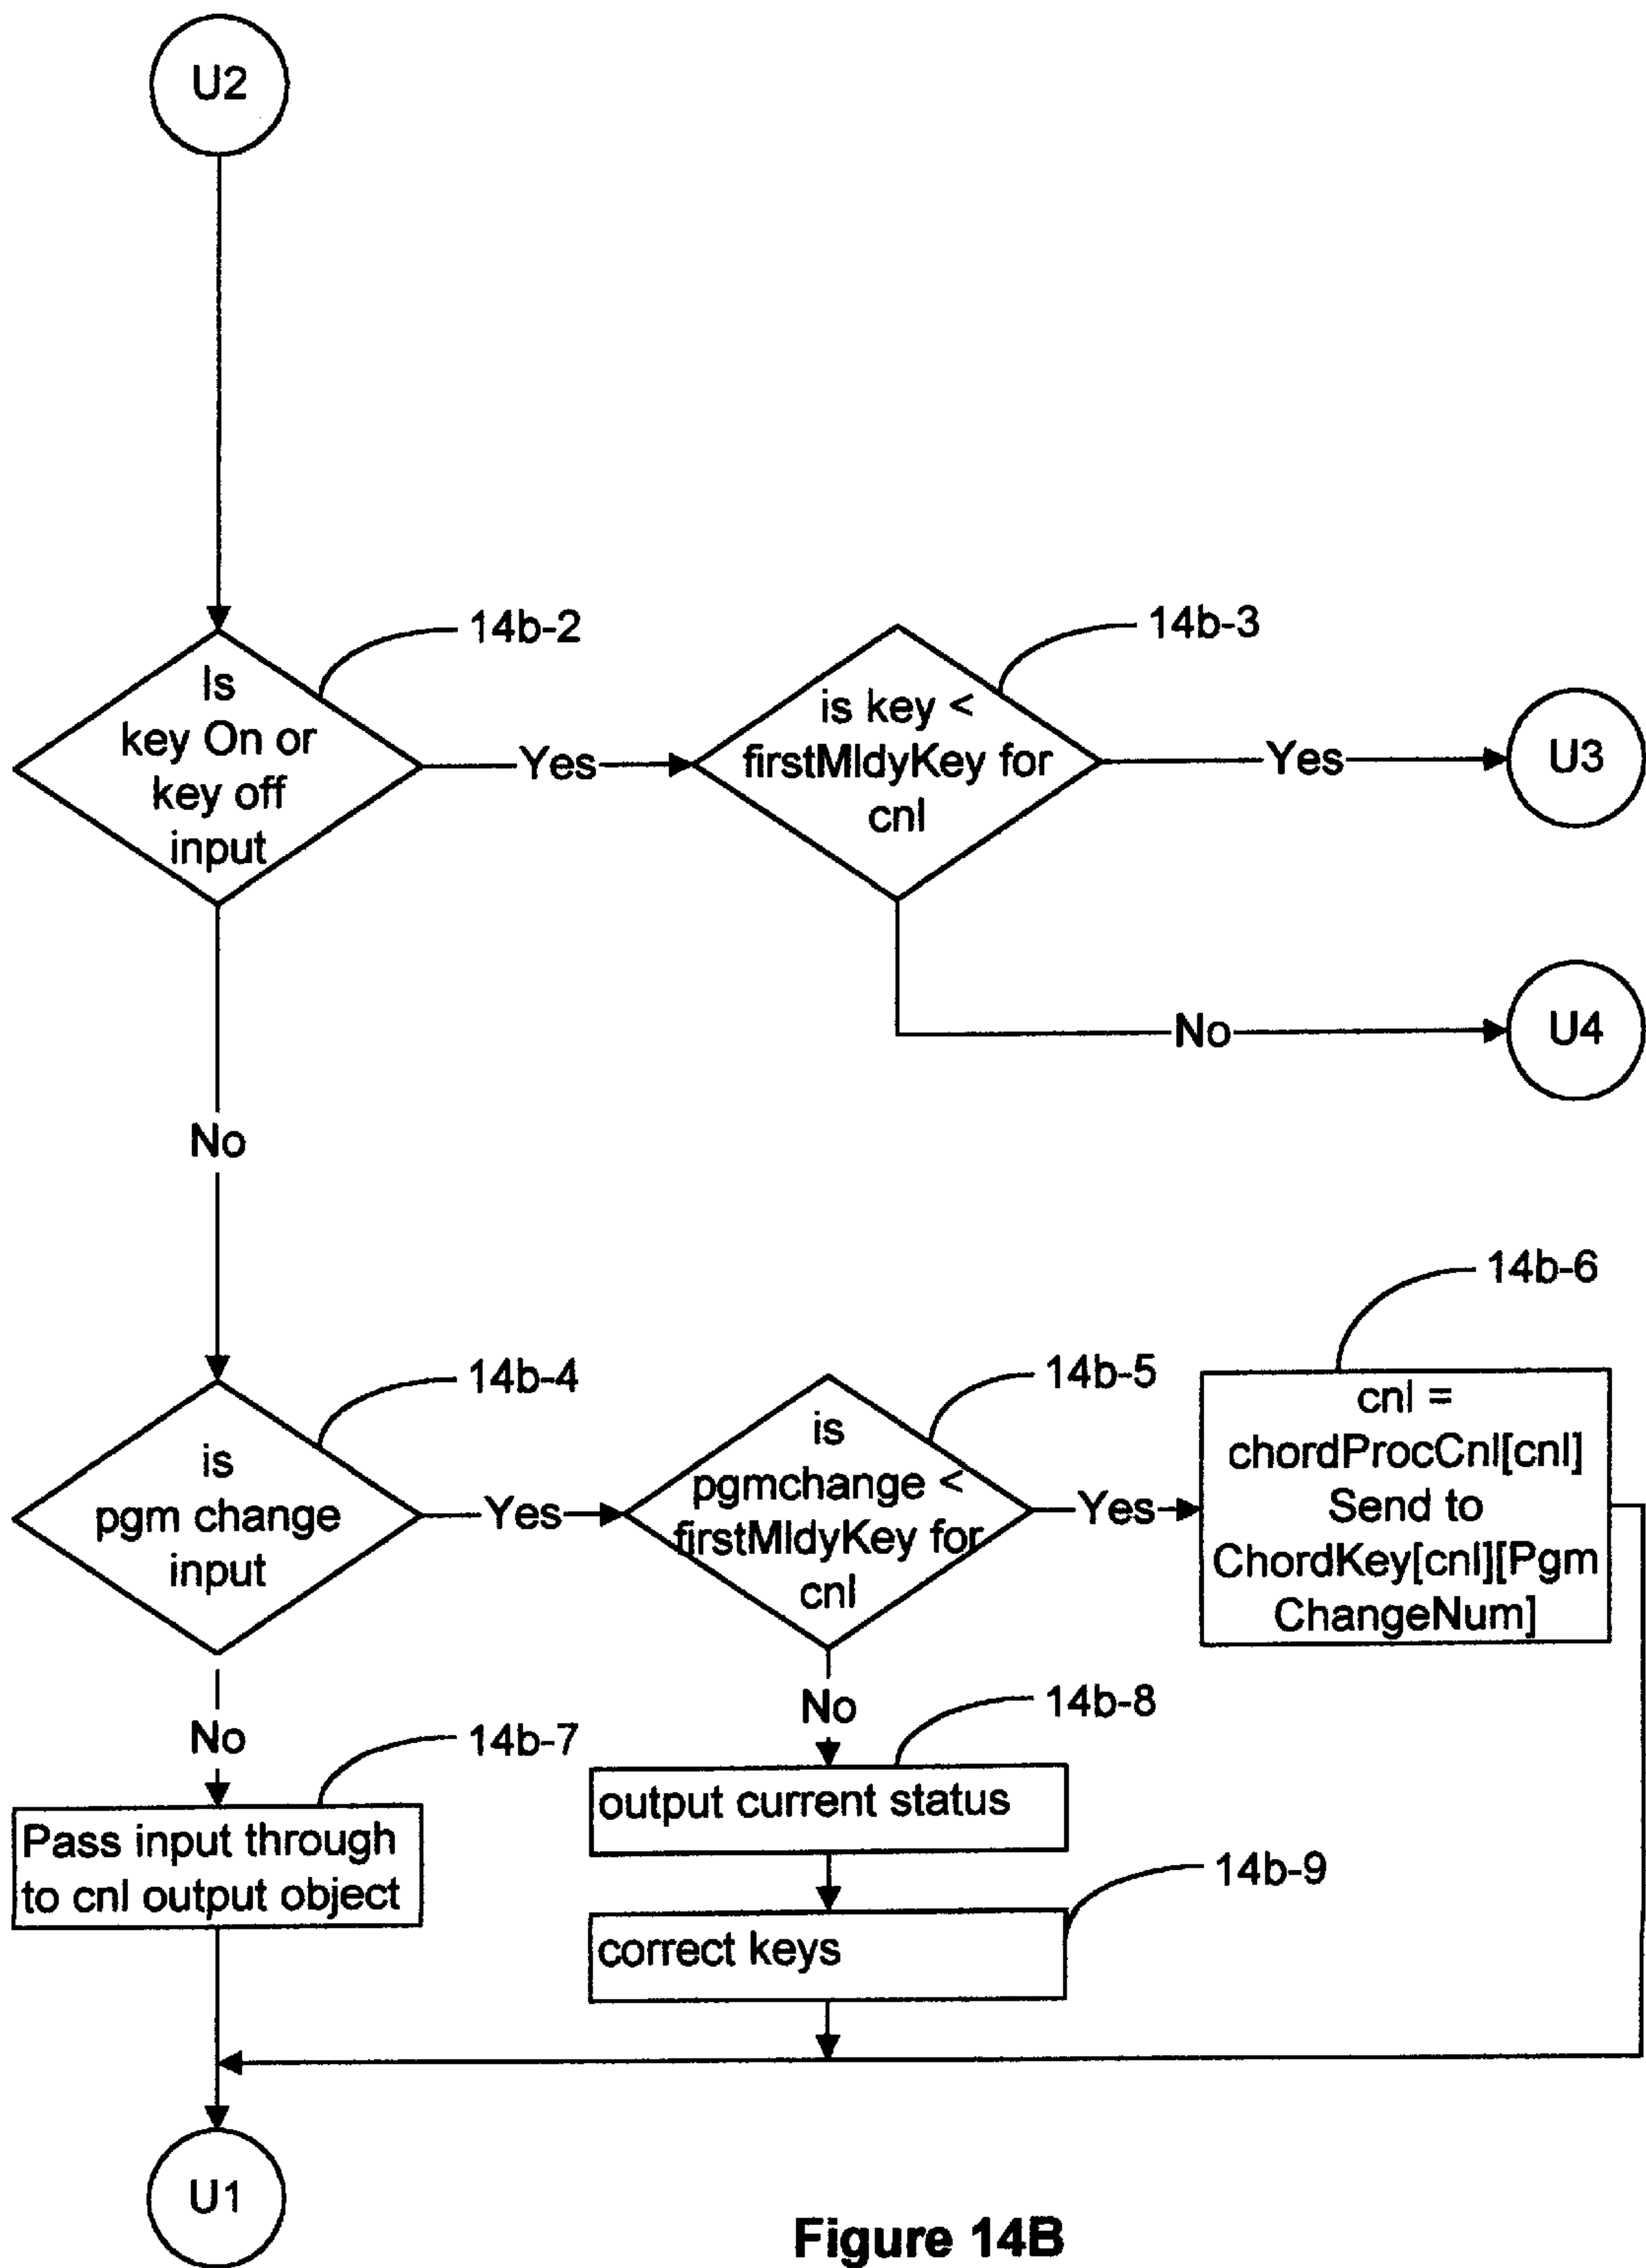 U2
14b-2
Is
key On or
key off
input
Yes
14b-3
is key <
firstMldyKey for
cnl
Yes
U3
No
U4
No
14b-4
is
pgm change
input
Yes
14b-5
is
pgmchange <
firstMldyKey for
cnl
Yes
14b-6
cnl =
chordProcCnl[cnl]
Send to
ChordKey[cnl][Pgm
ChangeNum]
No
14b-7
Pass input through
to cnl output object
No
14b-8
output current status
14b-9
correct keys
U1
Figure 14B